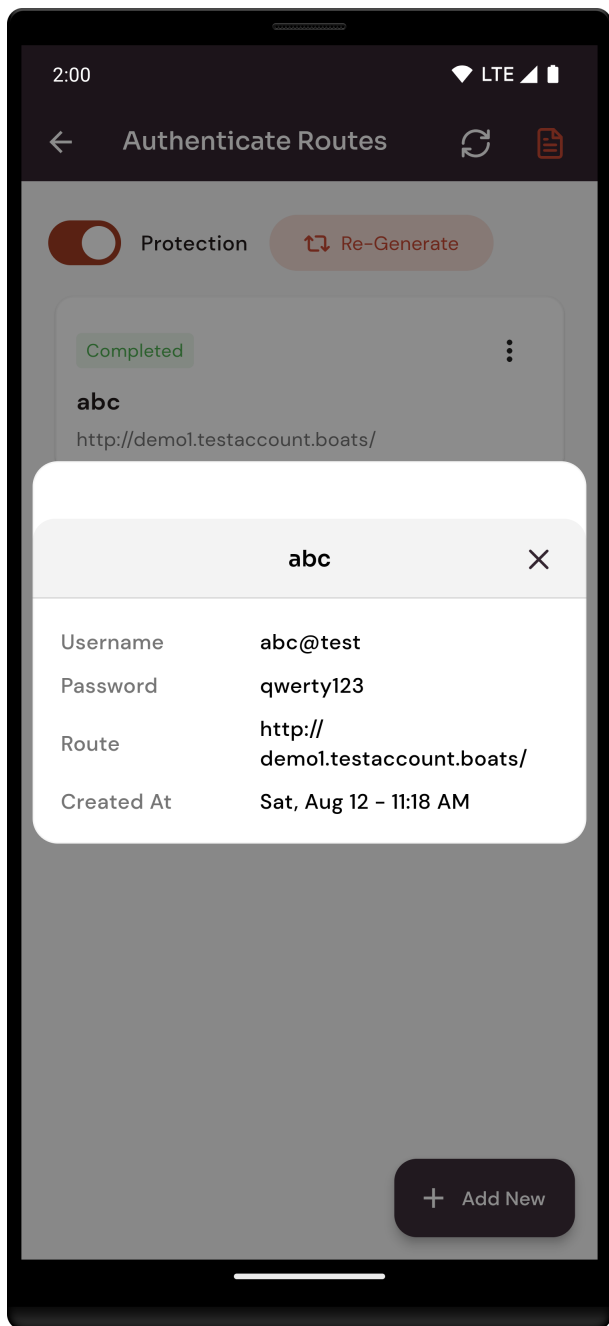 2:00 LTE
Authenticate Routes
Protection Re-Generate
Completed
abc
http://demo1.testaccount.boats/
abc
Username abc@test
Password qwerty123
Route http://
demo1.testaccount.boats/
Created At Sat, Aug 12 - 11:18 AM
+ Add New